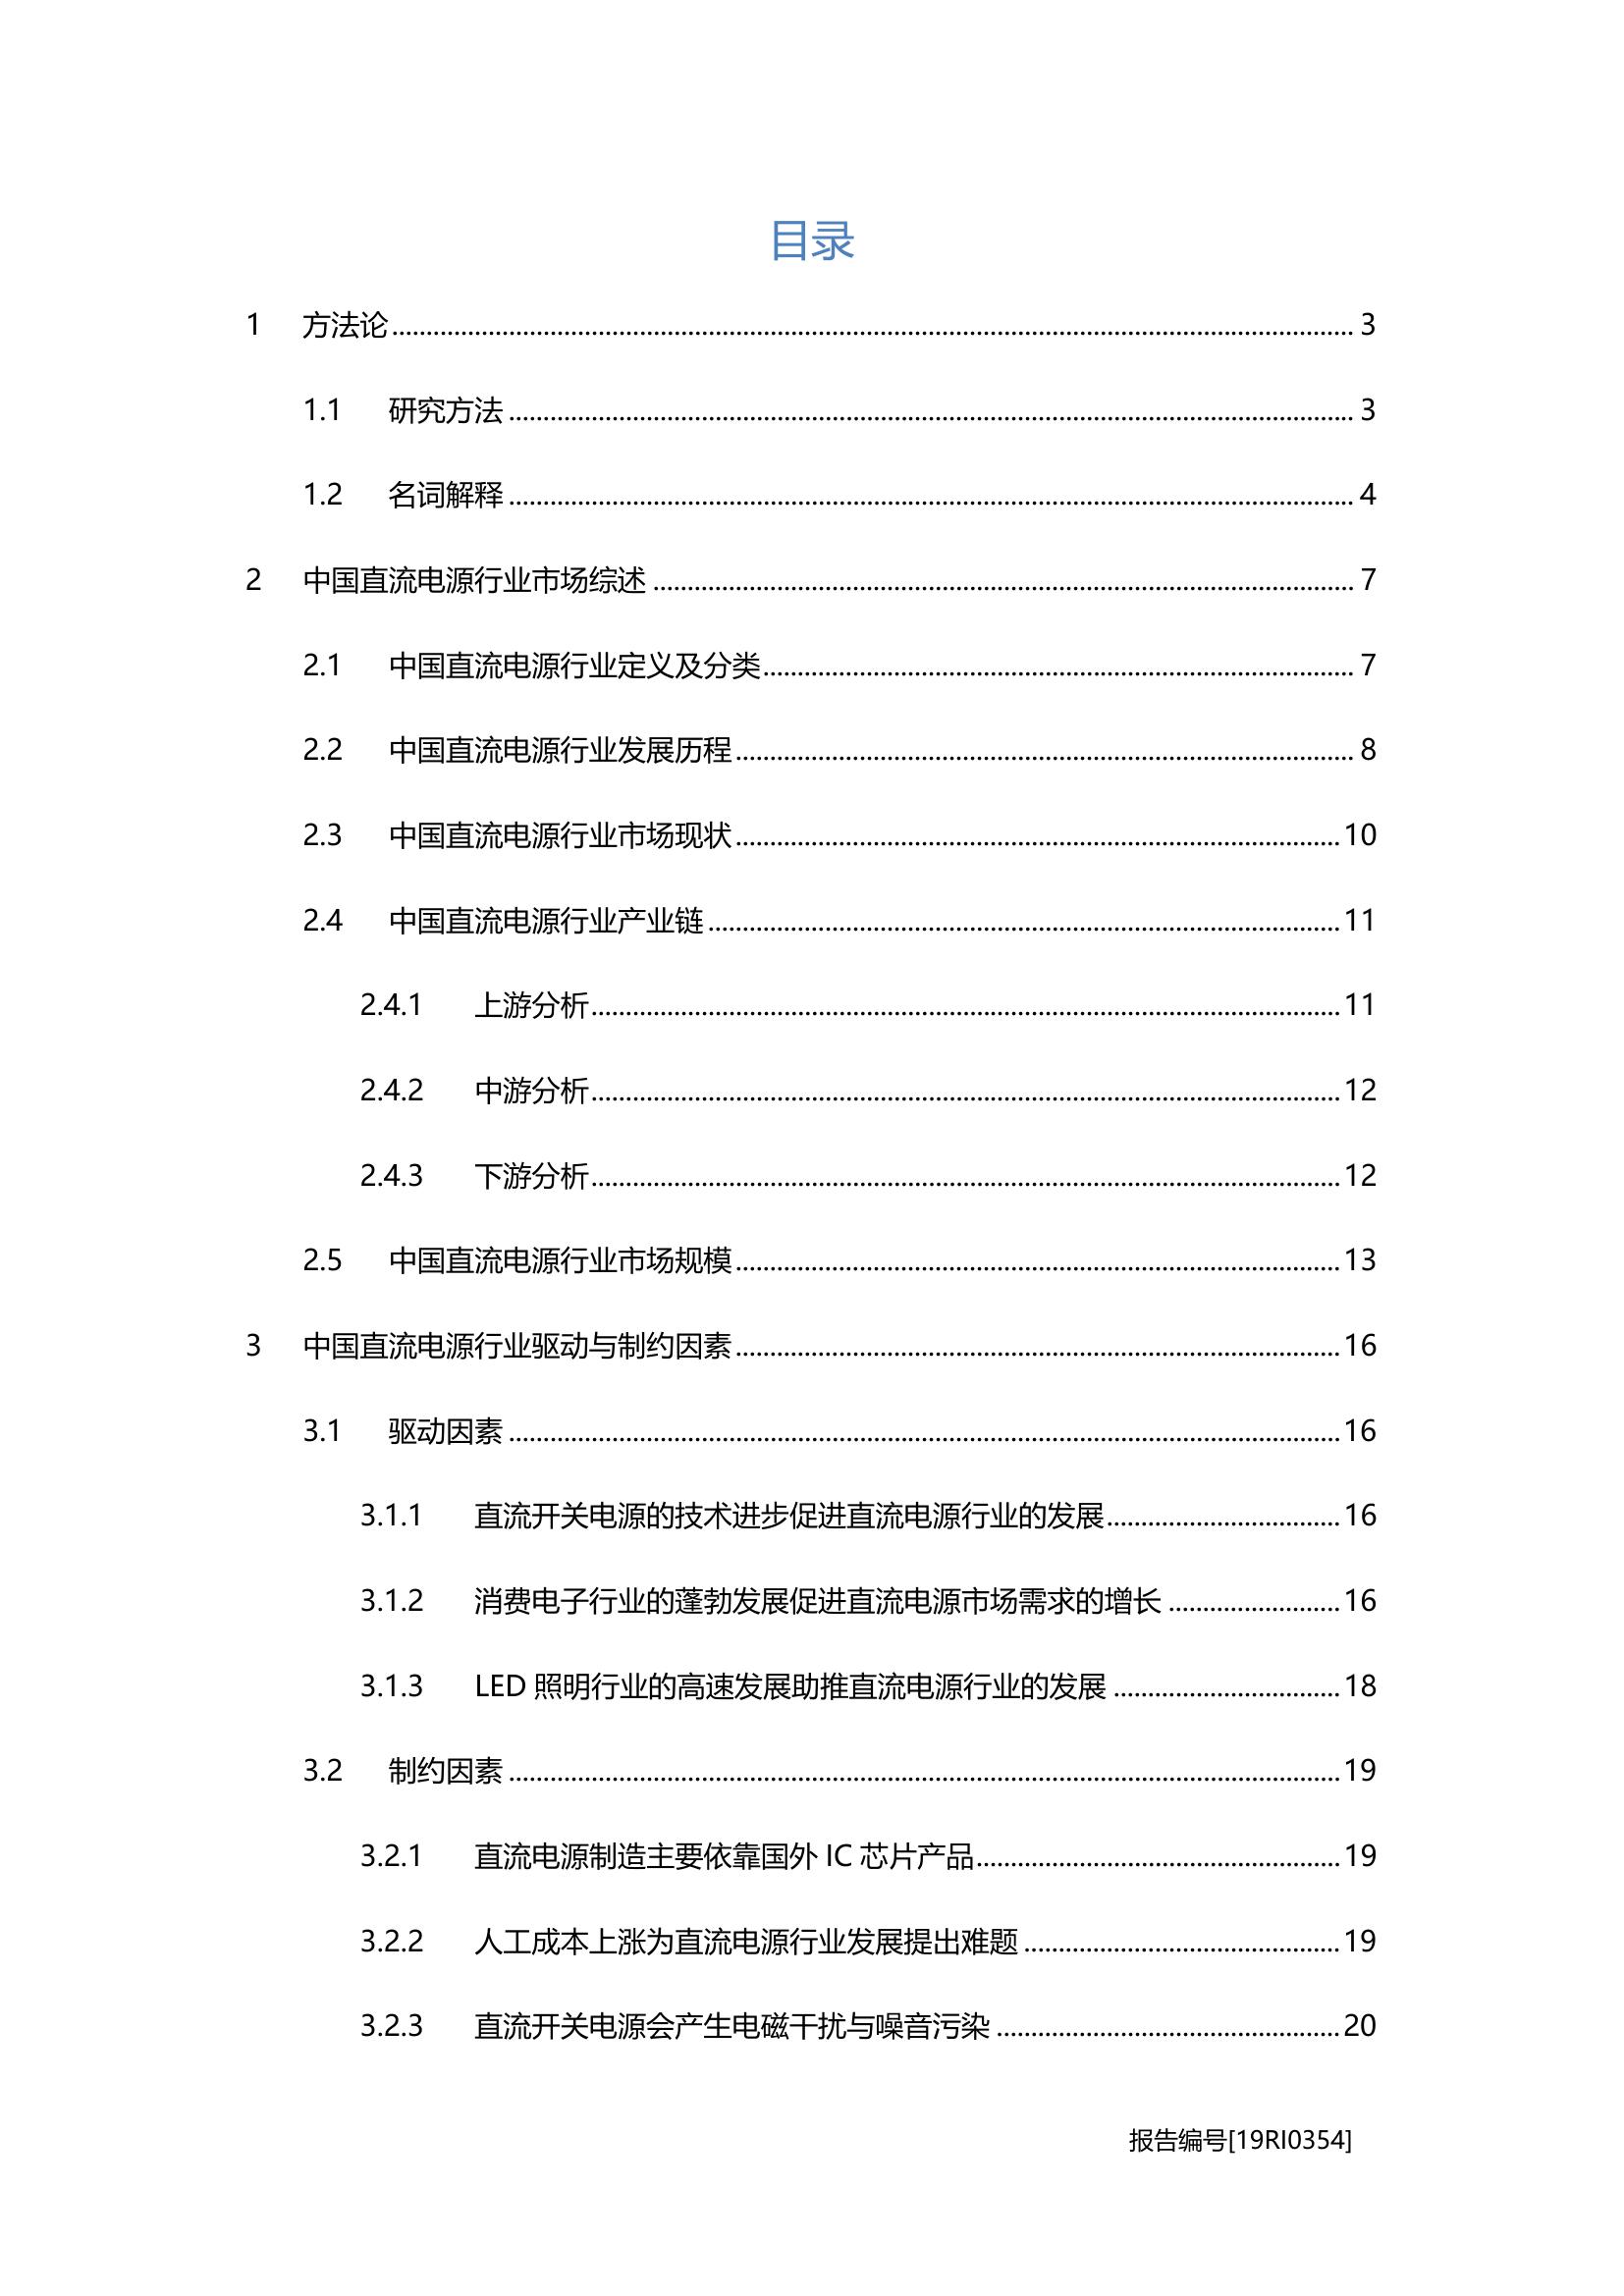 目录
1 方法论 3
1.1 研究方法 3
1.2 名词解释 4
2 中国直流电源行业市场综述 7
2.1 中国直流电源行业定义及分类 7
2.2 中国直流电源行业发展历程 8
2.3 中国直流电源行业市场现状 10
2.4 中国直流电源行业产业链 11
2.4.1 上游分析 11
2.4.2 中游分析 12
2.4.3 下游分析 12
2.5 中国直流电源行业市场规模 13
3 中国直流电源行业驱动与制约因素 16
3.1 驱动因素 16
3.1.1 直流开关电源的技术进步促进直流电源行业的发展 16
3.1.2 消费电子行业的蓬勃发展促进直流电源市场需求的增长 16
3.1.3 LED 照明行业的高速发展助推直流电源行业的发展 18
3.2 制约因素 19
3.2.1 直流电源制造主要依靠国外 IC 芯片产品 19
3.2.2 人工成本上涨为直流电源行业发展提出难题 19
3.2.3 直流开关电源会产生电磁干扰与噪音污染 20
报告编号[19RI0354]